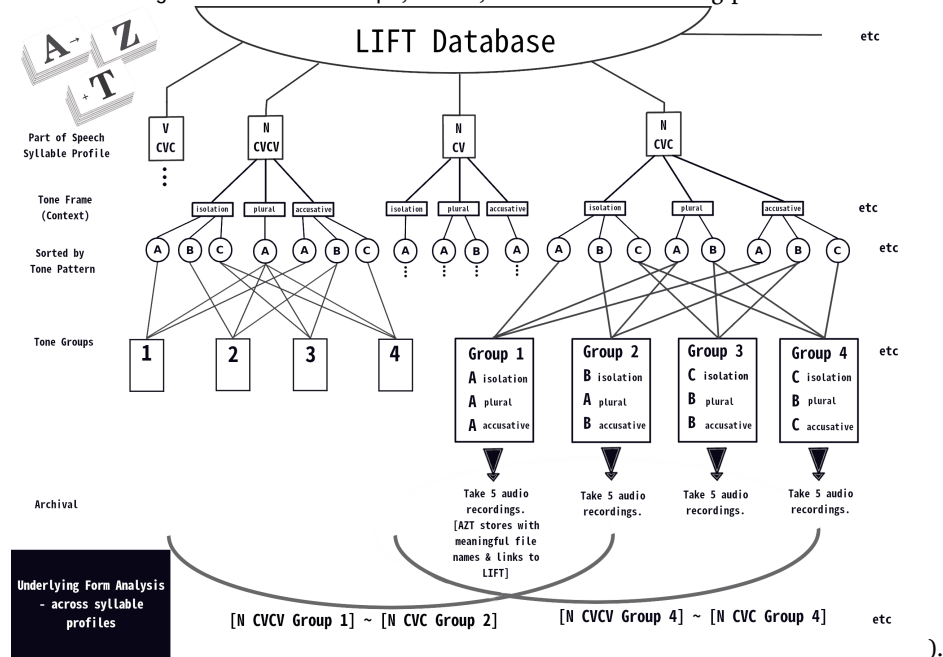 LIFT Database
etc
A → Z
+ T
Part of Speech
Syllable Profile
V
CVC
N
CVCV
N
CV
N
CVC
Tone Frame
(Context)
isolation plural accusative isolation plural accusative isolation plural accusative etc
Sorted by
Tone Pattern
A B C A A B C A A B A A B C A B A B C etc
Tone Groups
1 2 3 4
etc
Group 1
A isolation
A plural
A accusative
Group 2
B isolation
A plural
B accusative
Group 3
C isolation
B plural
B accusative
Group 4
C isolation
B plural
C accusative
Archival
Take 5 audio
recordings.
[AZT stores with
meaningful file
names & links to
LIFT]
Take 5 audio
recordings.
Take 5 audio
recordings.
Take 5 audio
recordings.
Underlying Form Analysis
- across syllable
profiles
[N CVCV Group 1] ~ [N CVC Group 2]
[N CVCV Group 4] ~ [N CVC Group 4]
etc
).